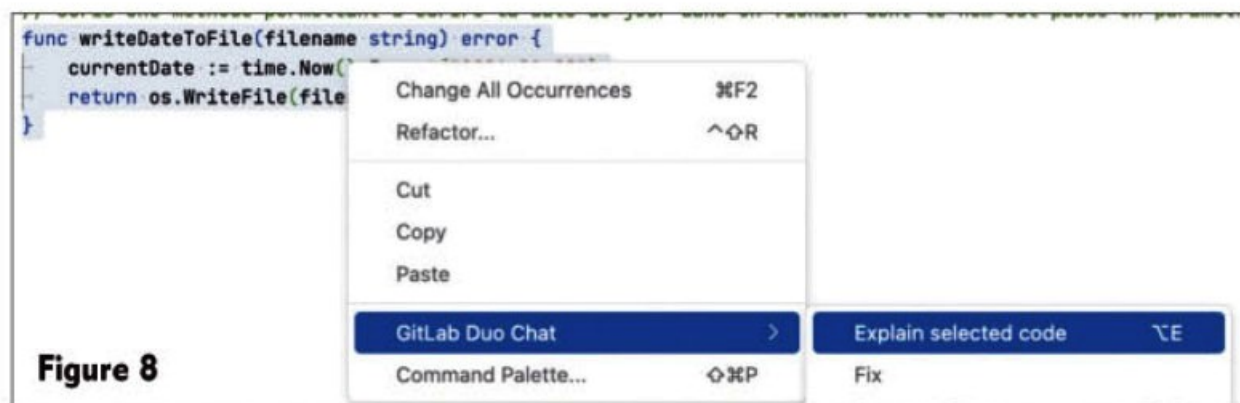 func writeDateToFile(filename string) error {
currentDate := time.Now()
return os.WriteFile(file
}
Change All Occurrences ⌘F2
Refactor... ^⇧R
Cut
Copy
Paste
GitLab Duo Chat >
Explain selected code ⌥E
Command Palette... ⇧⌘P
Fix
Figure 8